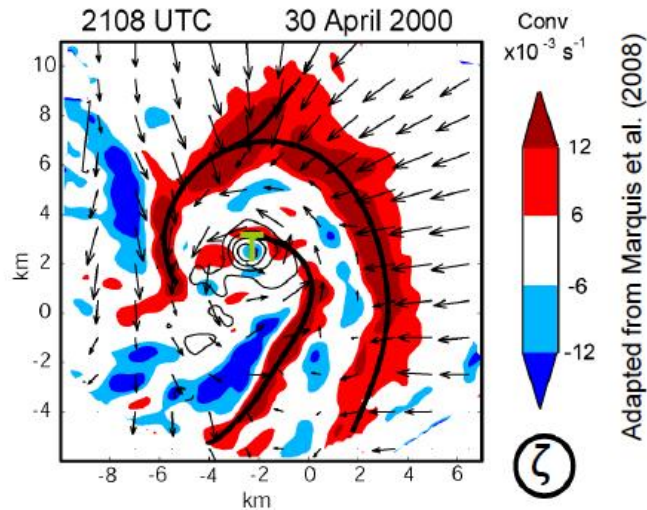 2108 UTC 30 April 2000
Conv
x10⁻³ s⁻¹
10
8
6
4
2
0
-2
-4
km
-8 -6 -4 -2 0 2 4 6
km
T
12
6
-6
-12
ζ
Adapted from Marquis et al. (2008)